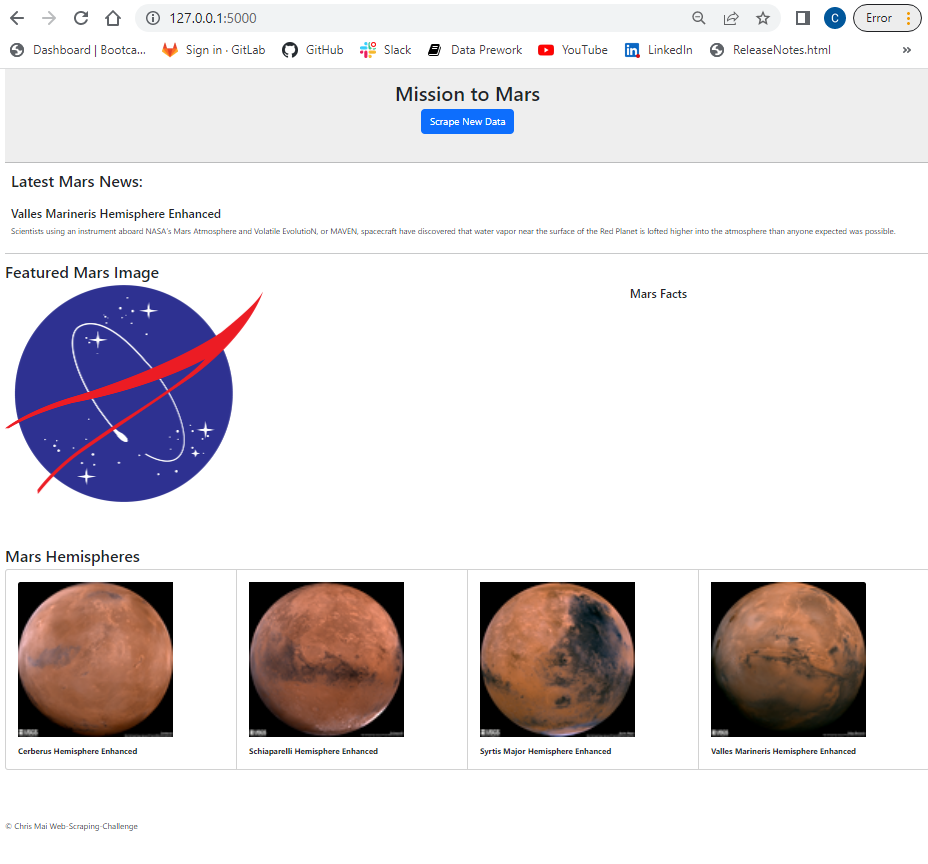 127.0.0.1:5000
C
Error
Dashboard | Bootca...
Sign in · GitLab
GitHub
Slack
Data Prework
YouTube
LinkedIn
ReleaseNotes.html
»
Mission to Mars
Scrape New Data
Latest Mars News:
Valles Marineris Hemisphere Enhanced
Scientists using an instrument aboard NASA's Mars Atmosphere and Volatile EvolutioN, or MAVEN, spacecraft have discovered that water vapor near the surface of the Red Planet is lofted higher into the atmosphere than anyone expected was possible.
Featured Mars Image
Mars Facts
Mars Hemispheres
USGS
USGS
USGS
USGS
Cerberus Hemisphere Enhanced
Schiaparelli Hemisphere Enhanced
Syrtis Major Hemisphere Enhanced
Valles Marineris Hemisphere Enhanced
© Chris Mai Web-Scraping-Challenge